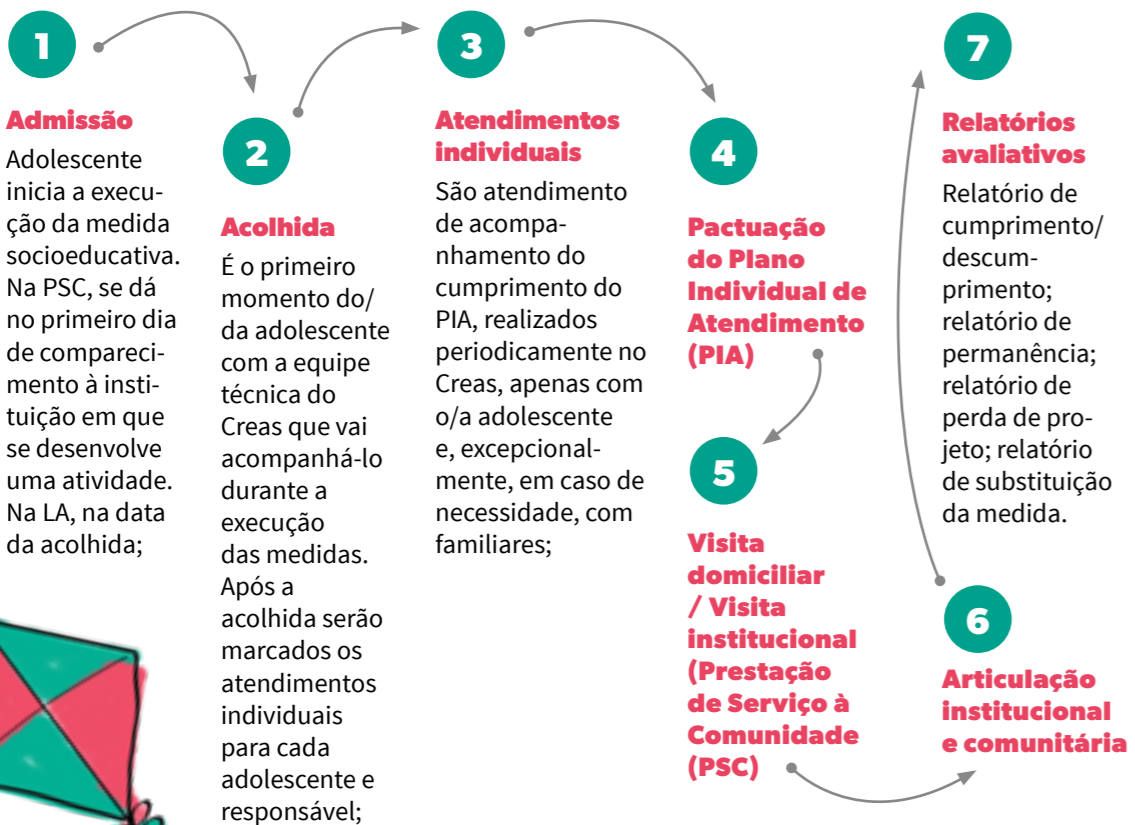 1
Admissão
Adolescente
inicia a execu-
ção da medida
socioeducativa.
Na PSC, se dá
no primeiro dia
de compareci-
mento à insti-
tuição em que
se desenvolve
uma atividade.
Na LA, na data
da acolhida;
2
Acolhida
É o primeiro
momento do/
da adolescente
com a equipe
técnica do
Creas que vai
acompanhá-lo
durante a
execução
das medidas.
Após a
acolhida serão
marcados os
atendimentos
individuais
para cada
adolescente e
responsável;
3
Atendimentos
individuais
São atendimento
de acompa-
nhamento do
cumprimento do
PIA, realizados
periodicamente no
Creas, apenas com
o/a adolescente
e, excepcional-
mente, em caso de
necessidade, com
familiares;
4
Pactuação
do Plano
Individual de
Atendimento
(PIA)
5
Visita
domiciliar
/ Visita
institucional
(Prestação
de Serviço à
Comunidade
(PSC)
6
Articulação
institucional
e comunitária
7
Relatórios
avaliativos
Relatório de
cumprimento/
descum-
primento;
relatório de
permanência;
relatório de
perda de pro-
jeto; relatório
de substituição
da medida.